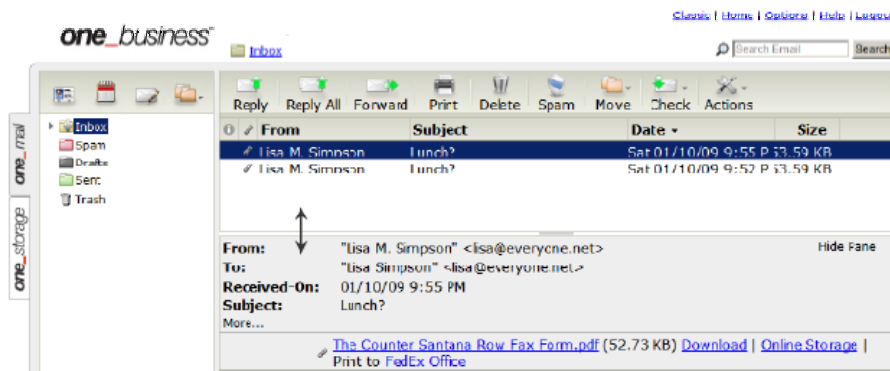 Classic | Home | Options | Help | Logout
one_business
Inbox
Search Email
Search
Reply Reply All Forward Print Delete Spam Move Check Actions
From Subject Date Size
Inbox
Lisa M. Simpson Lunch? Sat 01/10/09 9:55 P 53.59 KB
Spam
Lisa M. Simpson Lunch? Sat 01/10/09 9:52 P 53.59 KB
Drafts
Sent
Trash
one_mail
one_storage
From: "Lisa M. Simpson" <lisa@everyone.net> Hide Pane
To: "Lisa Simpson" <lisa@everyone.net>
Received-On: 01/10/09 9:55 PM
Subject: Lunch?
More...
The Counter Santana Row Fax Form.pdf (52.73 KB) Download | Online Storage |
Print to FedEx Office